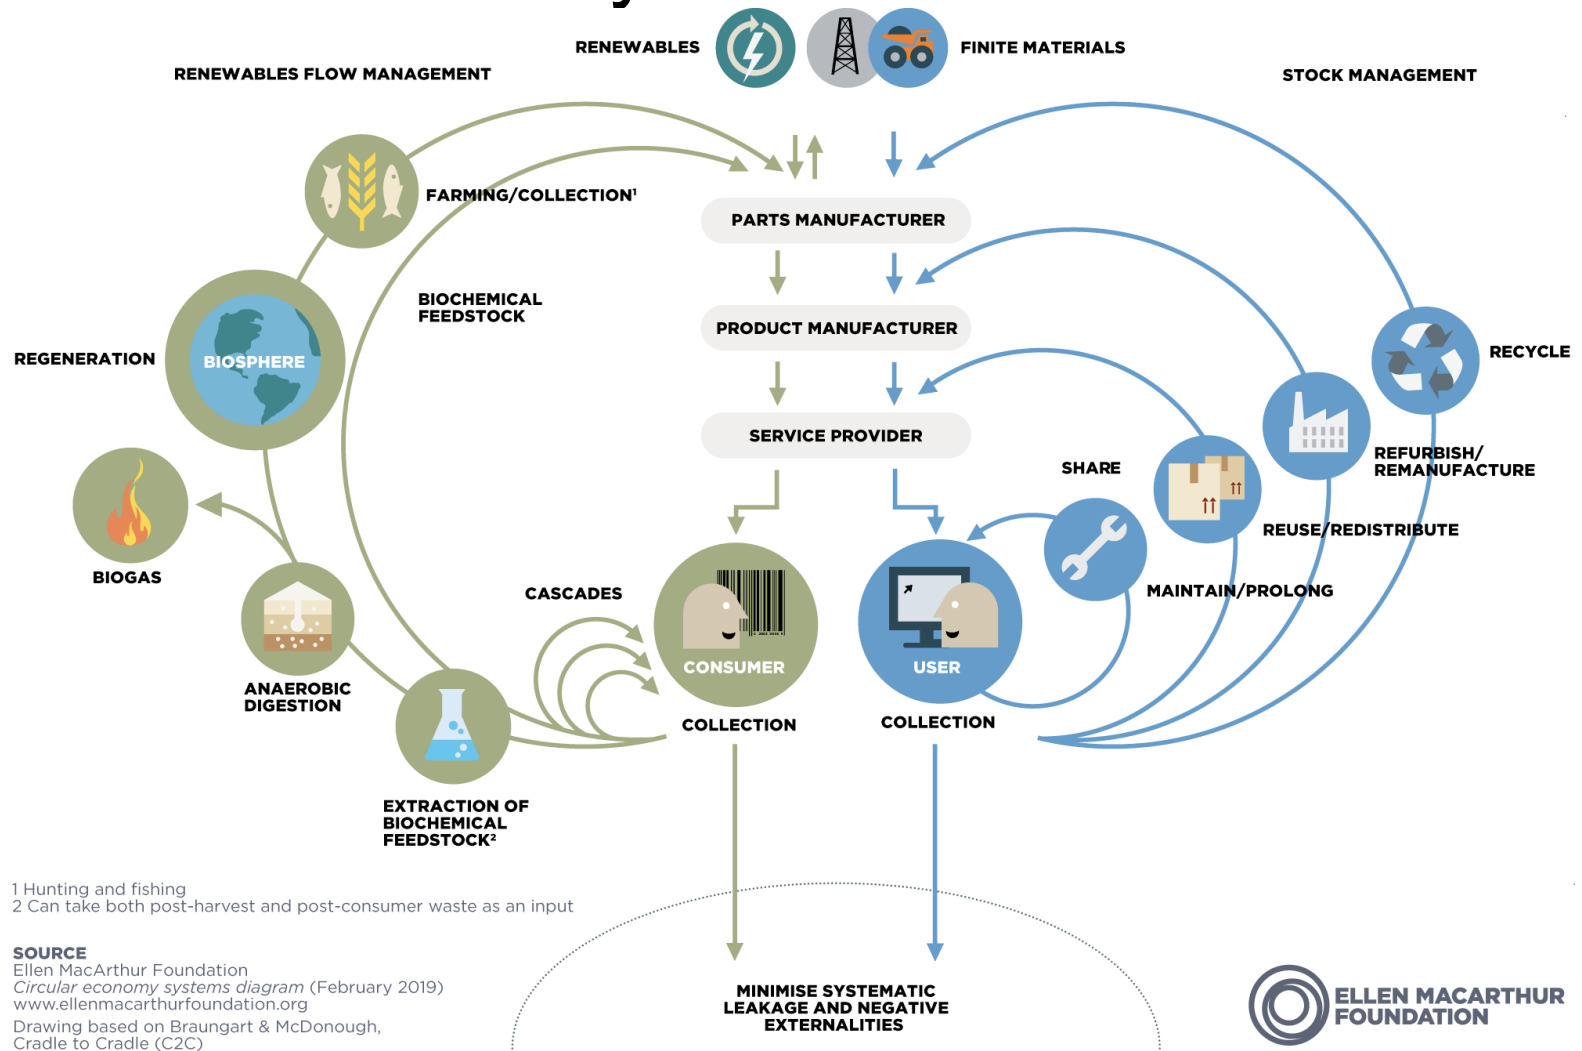 RENEWABLES
FINITE MATERIALS
RENEWABLES FLOW MANAGEMENT
STOCK MANAGEMENT
FARMING/COLLECTION¹
PARTS MANUFACTURER
BIOCHEMICAL
FEEDSTOCK
PRODUCT MANUFACTURER
REGENERATION
BIOSPHERE
RECYCLE
SERVICE PROVIDER
SHARE
REFURBISH/
REMANUFACTURE
REUSE/REDISTRIBUTE
BIOGAS
CASCADES
MAINTAIN/PROLONG
CONSUMER
USER
ANAEROBIC
DIGESTION
COLLECTION
COLLECTION
EXTRACTION OF
BIOCHEMICAL
FEEDSTOCK²
1 Hunting and fishing
2 Can take both post-harvest and post-consumer waste as an input
SOURCE
Ellen MacArthur Foundation
Circular economy systems diagram (February 2019)
www.ellenmacarthurfoundation.org
Drawing based on Braungart & McDonough,
Cradle to Cradle (C2C)
MINIMISE SYSTEMATIC
LEAKAGE AND NEGATIVE
EXTERNALITIES
ELLEN MACARTHUR
FOUNDATION